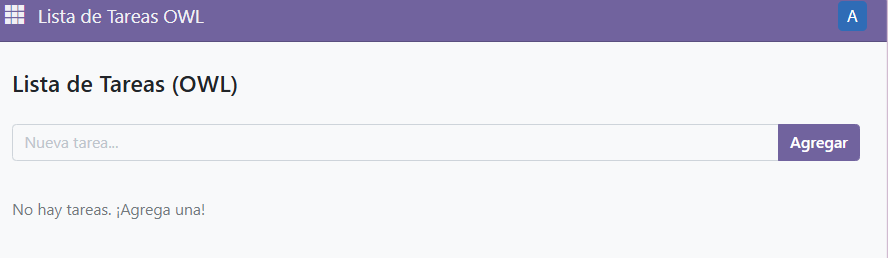 Lista de Tareas OWL
A
Lista de Tareas (OWL)
Nueva tarea...
Agregar
No hay tareas. ¡Agrega una!